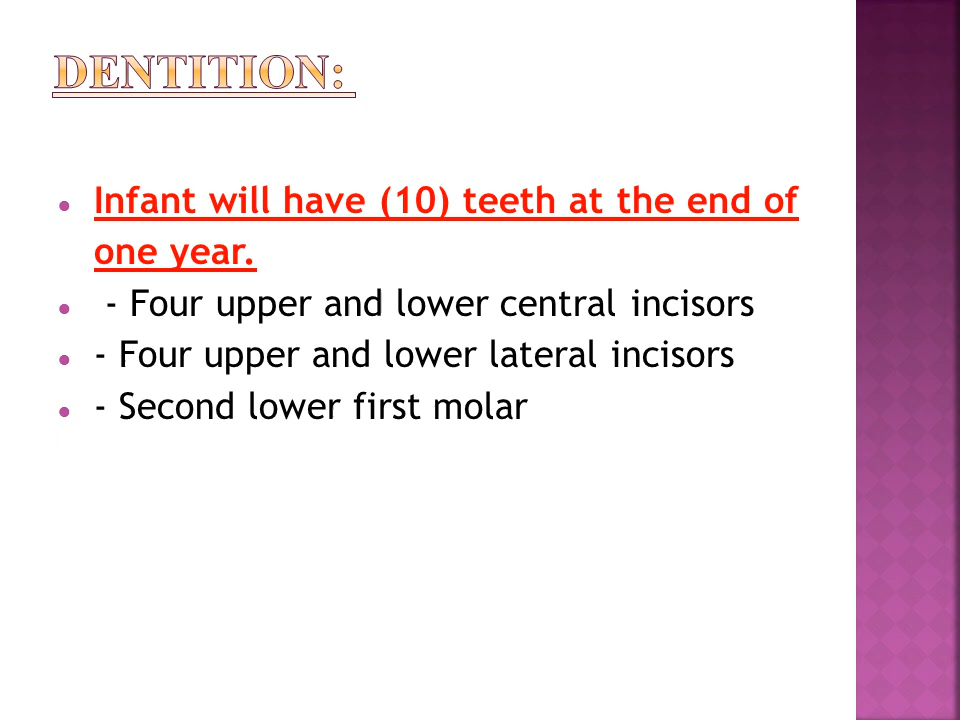 DENTITION:
● Infant will have (10) teeth at the end of
one year.
● - Four upper and lower central incisors
● - Four upper and lower lateral incisors
● - Second lower first molar